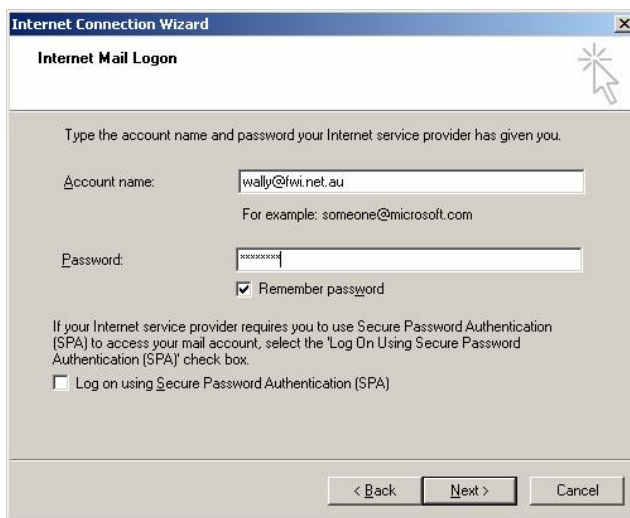 Internet Connection Wizard
Internet Mail Logon
Type the account name and password your Internet service provider has given you.
Account name:
wally@fwi.net.au
For example: someone@microsoft.com
Password:
********
Remember password
If your Internet service provider requires you to use Secure Password Authentication
(SPA) to access your mail account, select the 'Log On Using Secure Password
Authentication (SPA)' check box.
Log on using Secure Password Authentication (SPA)
< Back
Next >
Cancel